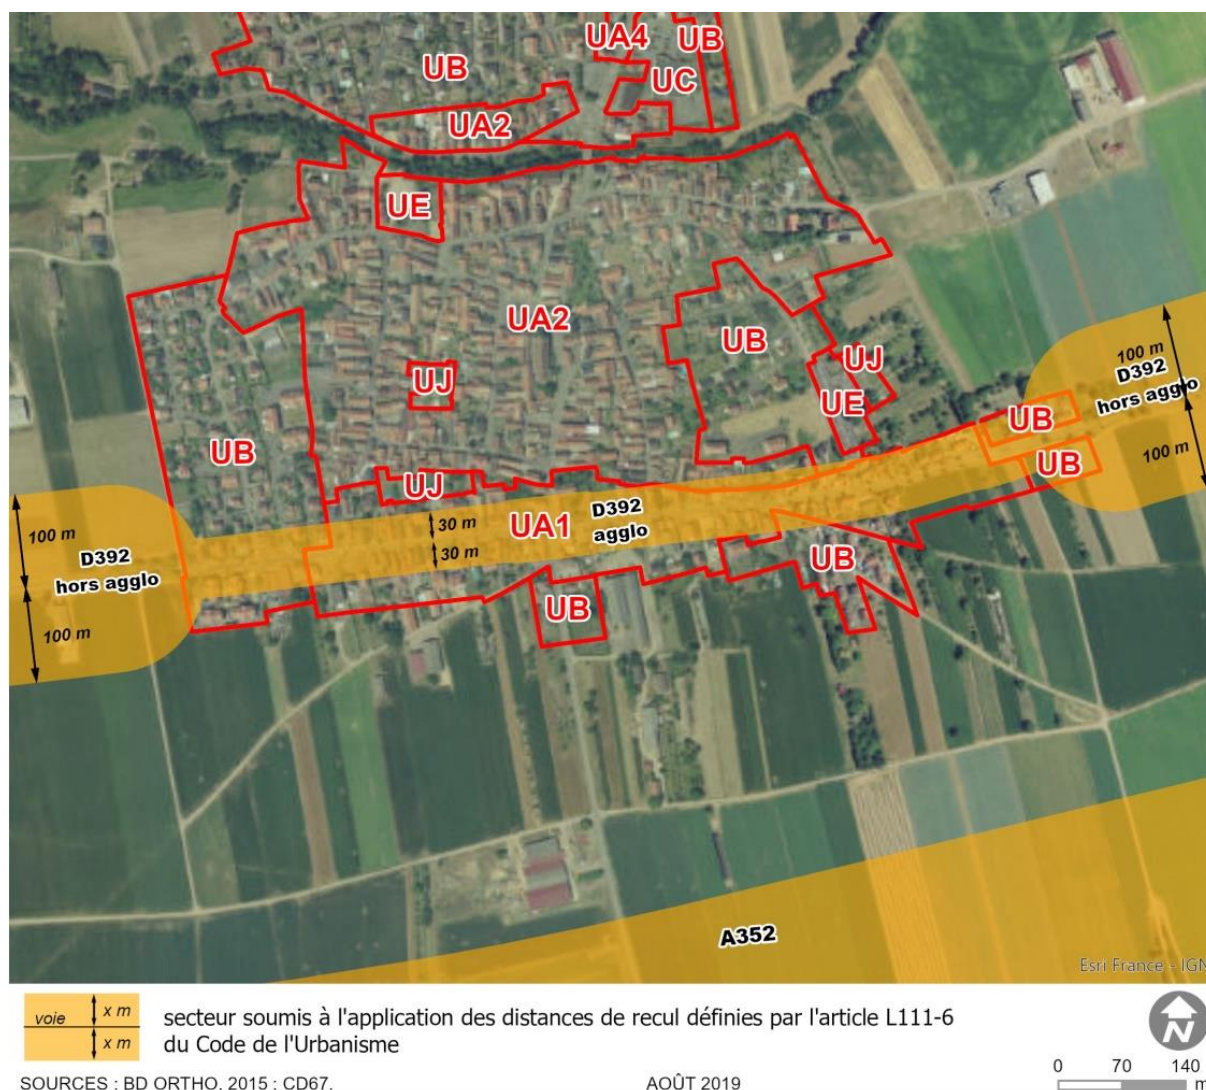 UA4
UB
UB
UC
UA2
UE
UA2
UB
UJ
UJ
UE
UB
UJ
UB
UB
UJ
100 m
D392
hors agglo
100 m
100 m
D392
hors agglo
100 m
30 m
UA1
D392
agglo
30 m
UB
UB
A352
Esri France - IGN
voie
x m
x m
secteur soumis à l'application des distances de recul définies par l'article L111-6
du Code de l'Urbanisme
N
SOURCES : BD ORTHO, 2015 ; CD67.
AOÛT 2019
0 70 140
m